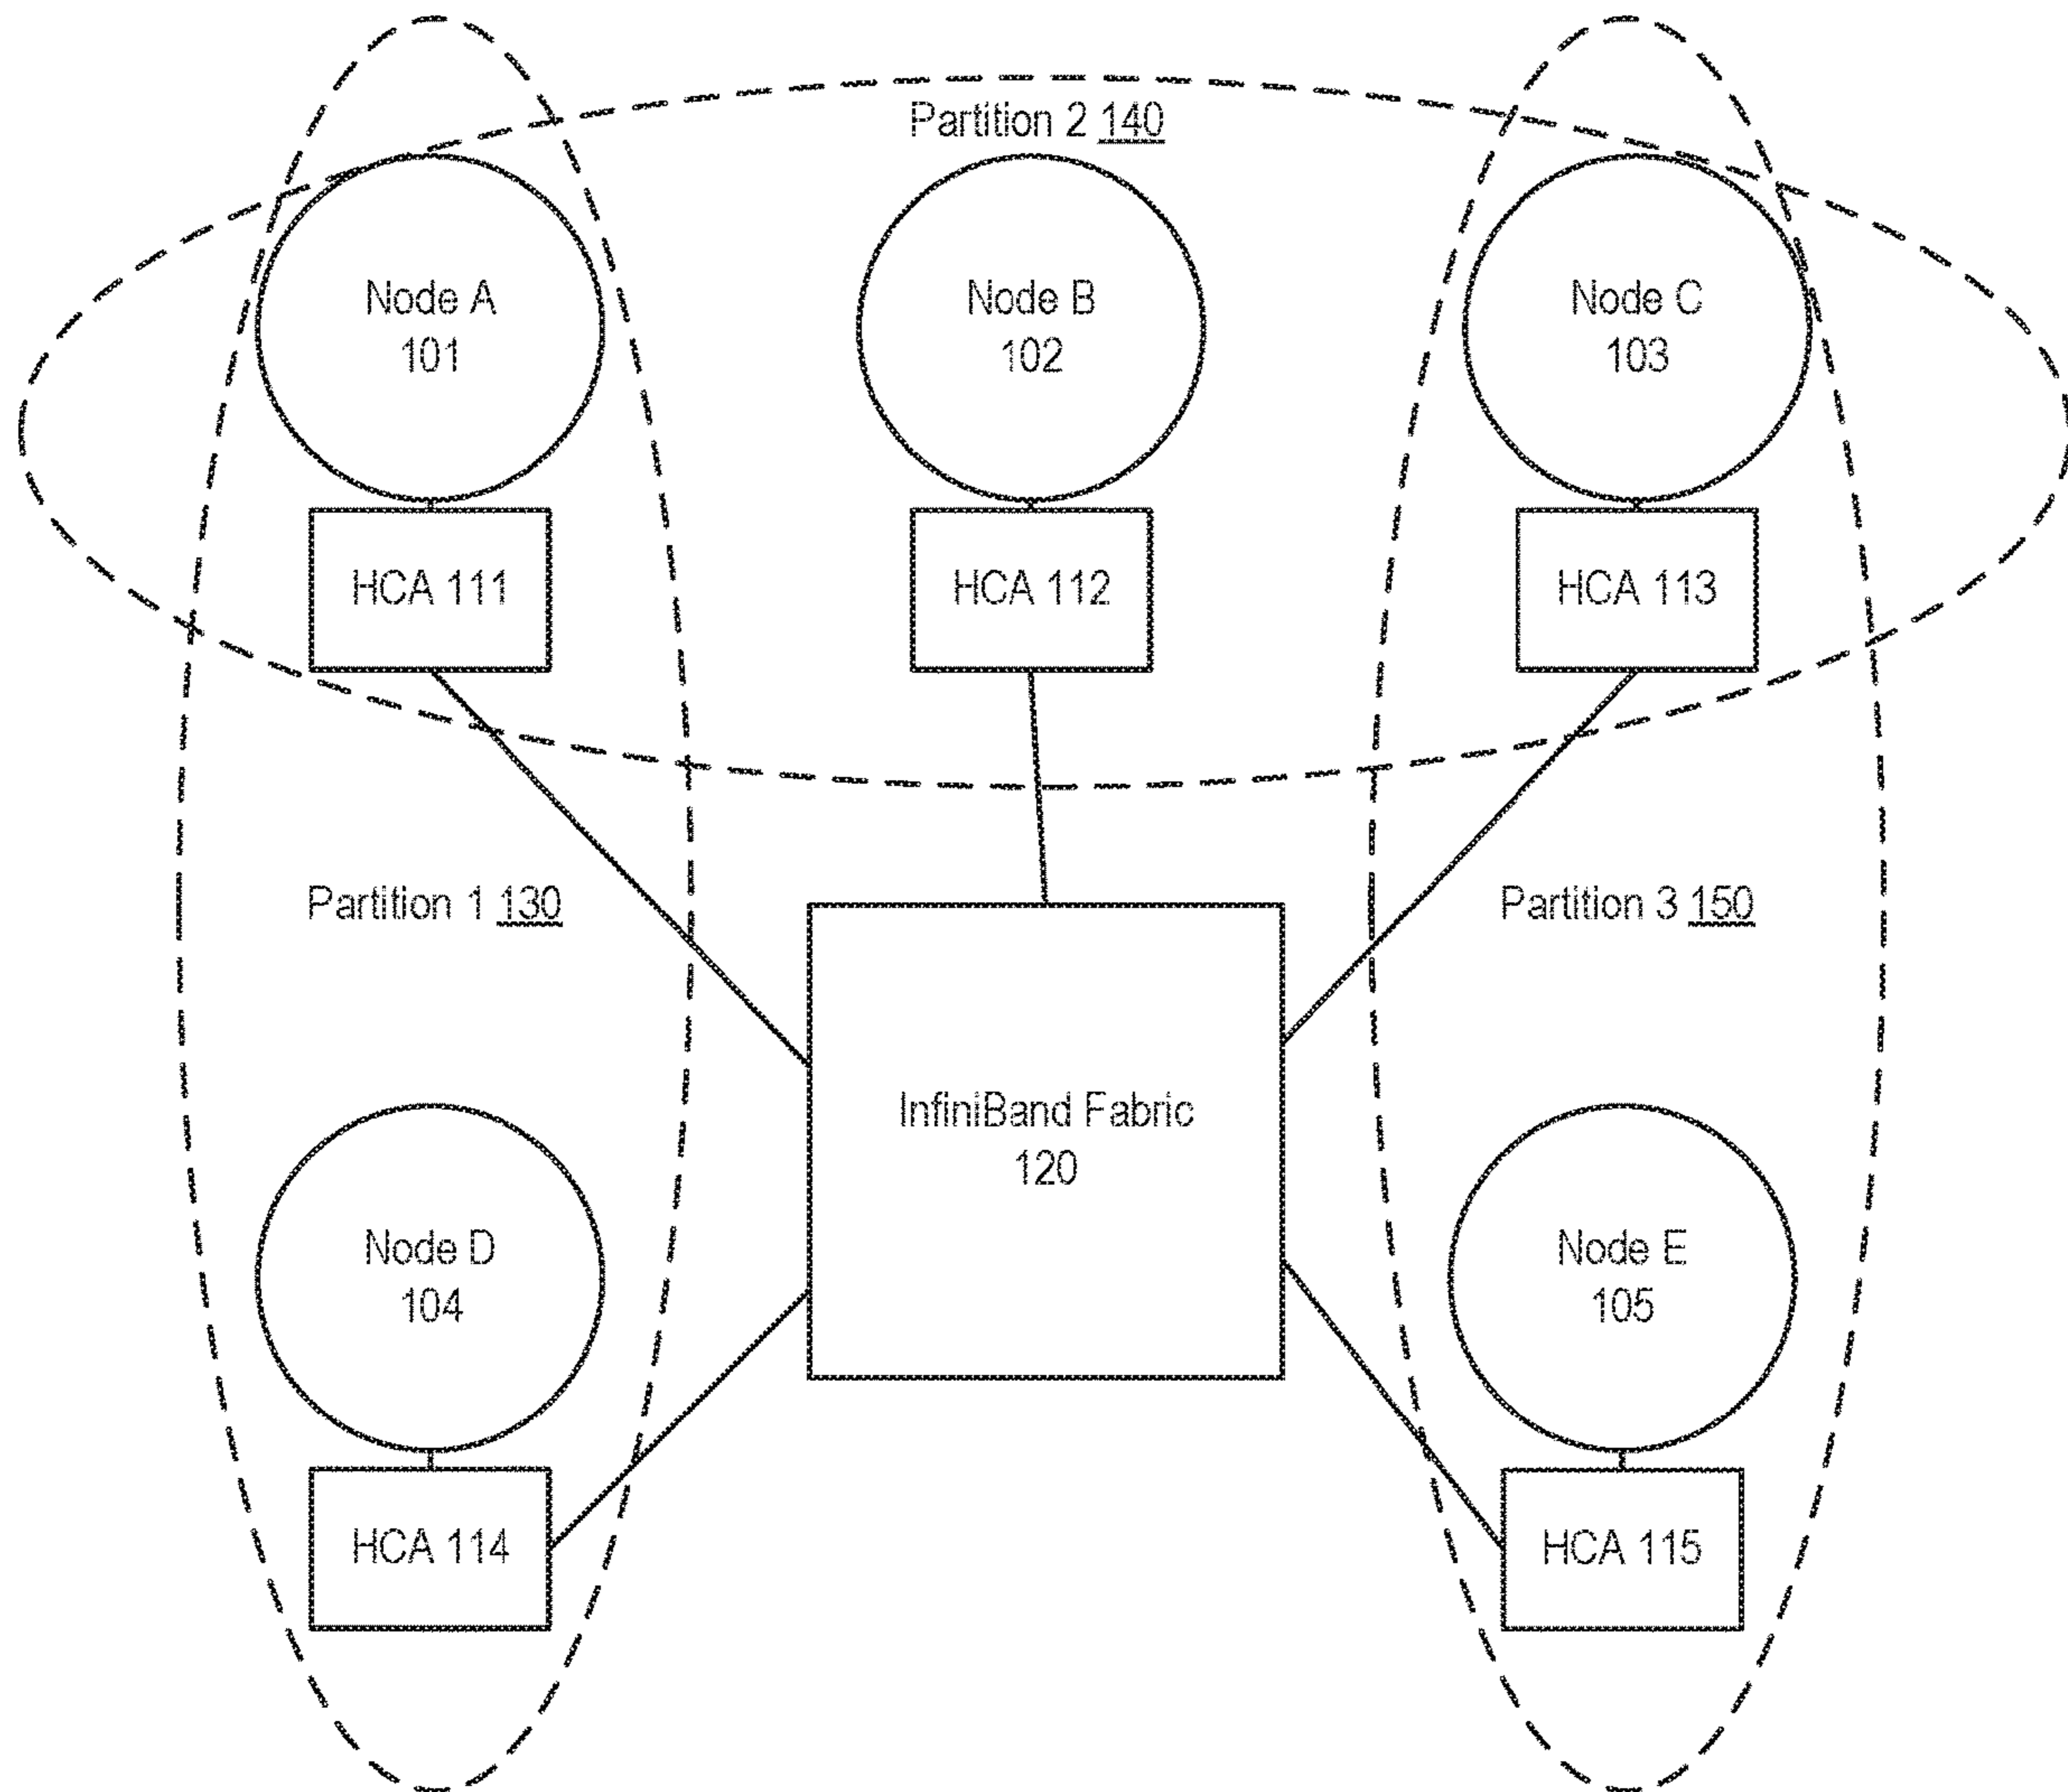 Partition 2 140
Node A
101
Node B
102
Node C
103
HCA 111
HCA 112
HCA 113
Partition 1 130
Partition 3 150
InfiniBand Fabric
120
Node D
104
Node E
105
HCA 114
HCA 115